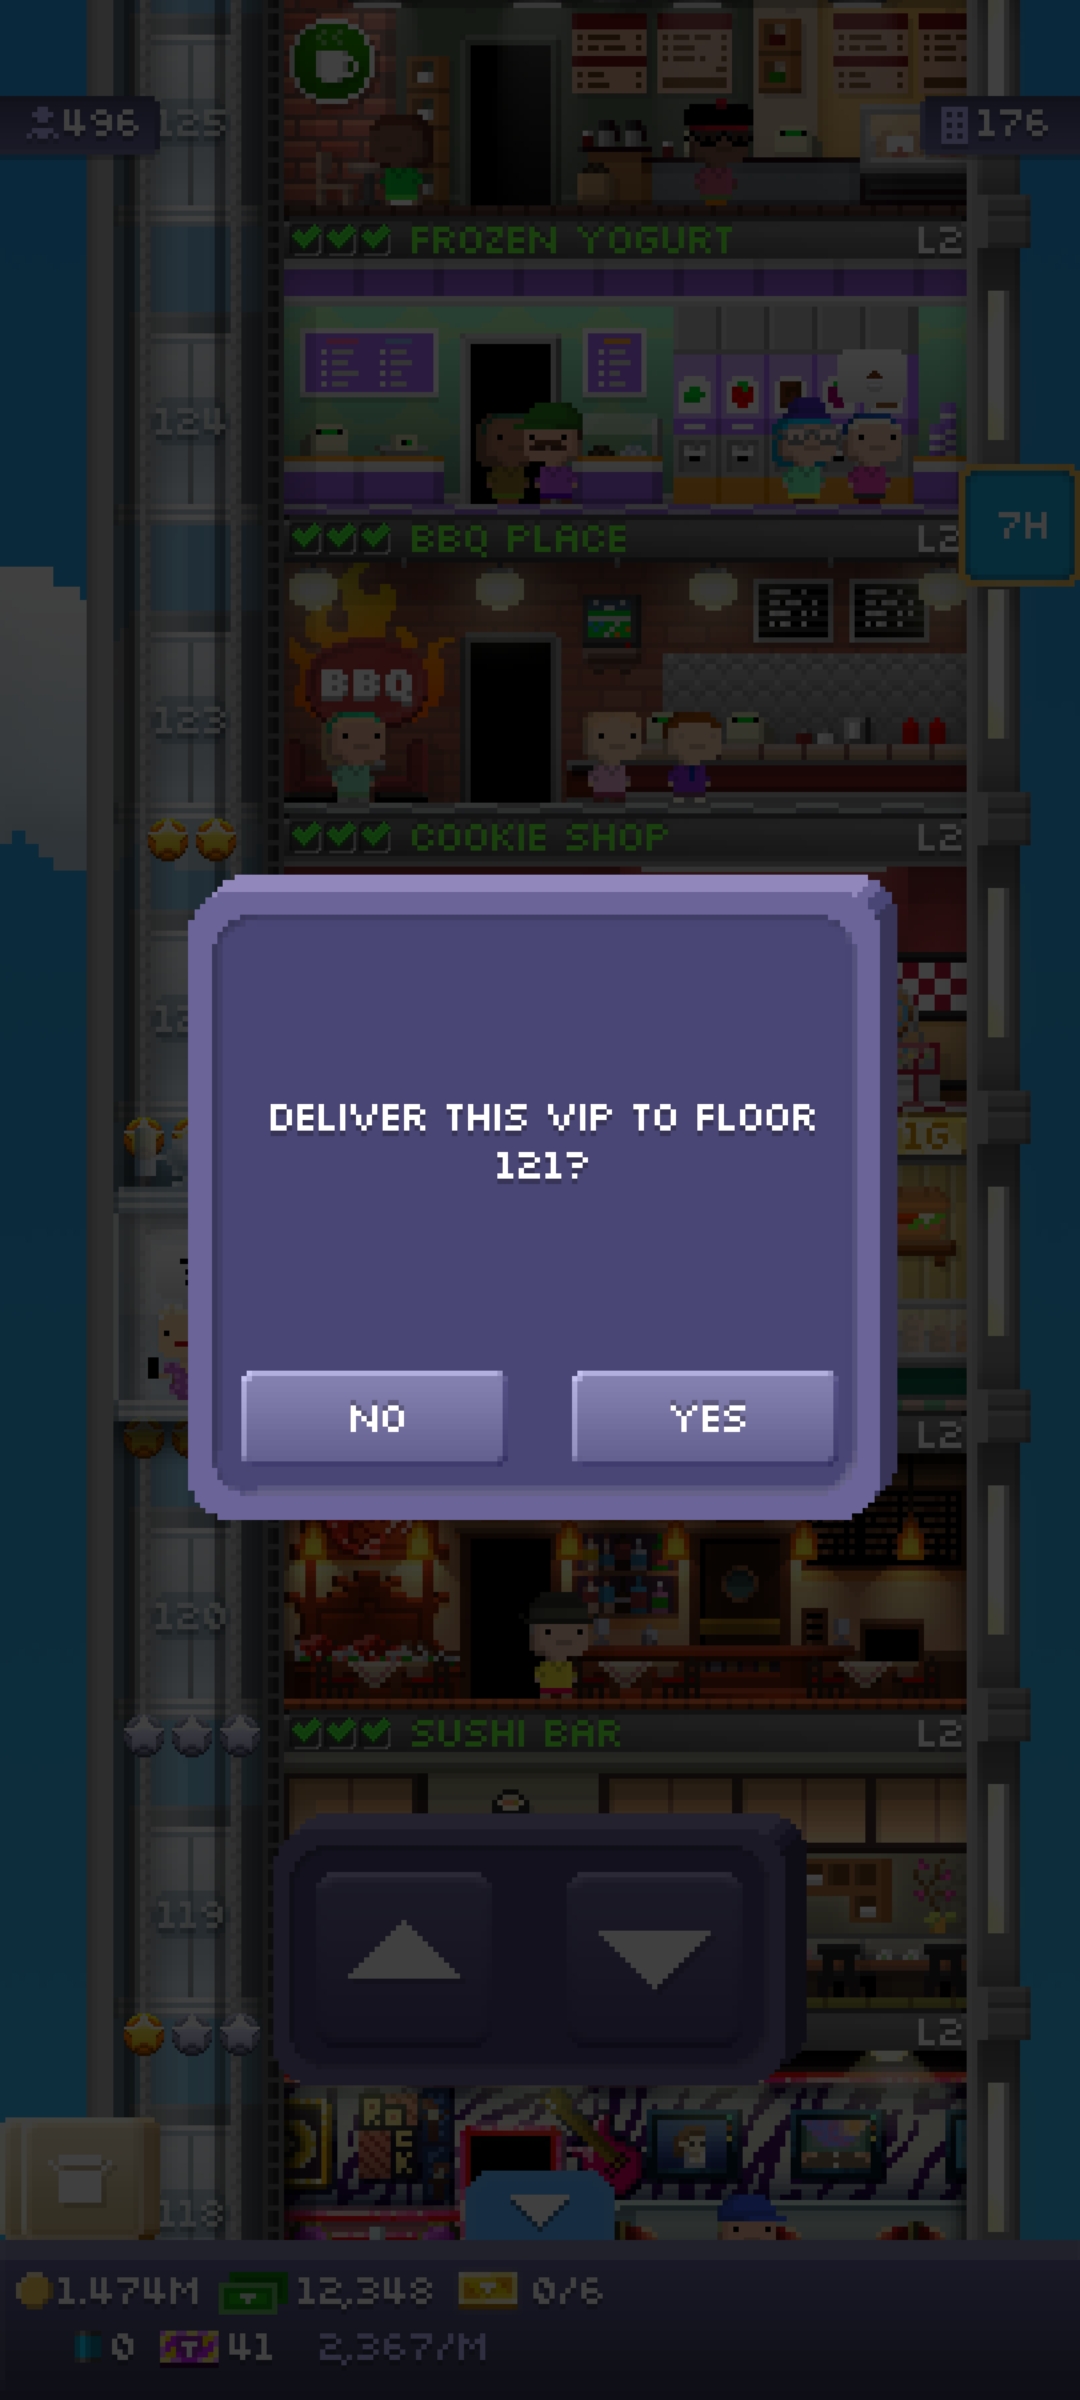 496
125
176
FROZEN YOGURT
L2
124
7H
BBQ PLACE
L2
BBQ
123
COOKIE SHOP
L2
DELIVER THIS VIP TO FLOOR
121?
NO
YES
L2
120
SUSHI BAR
L2
119
L2
ROCK
118
1.474M
12,348
0/6
0
T
41
2,367/M